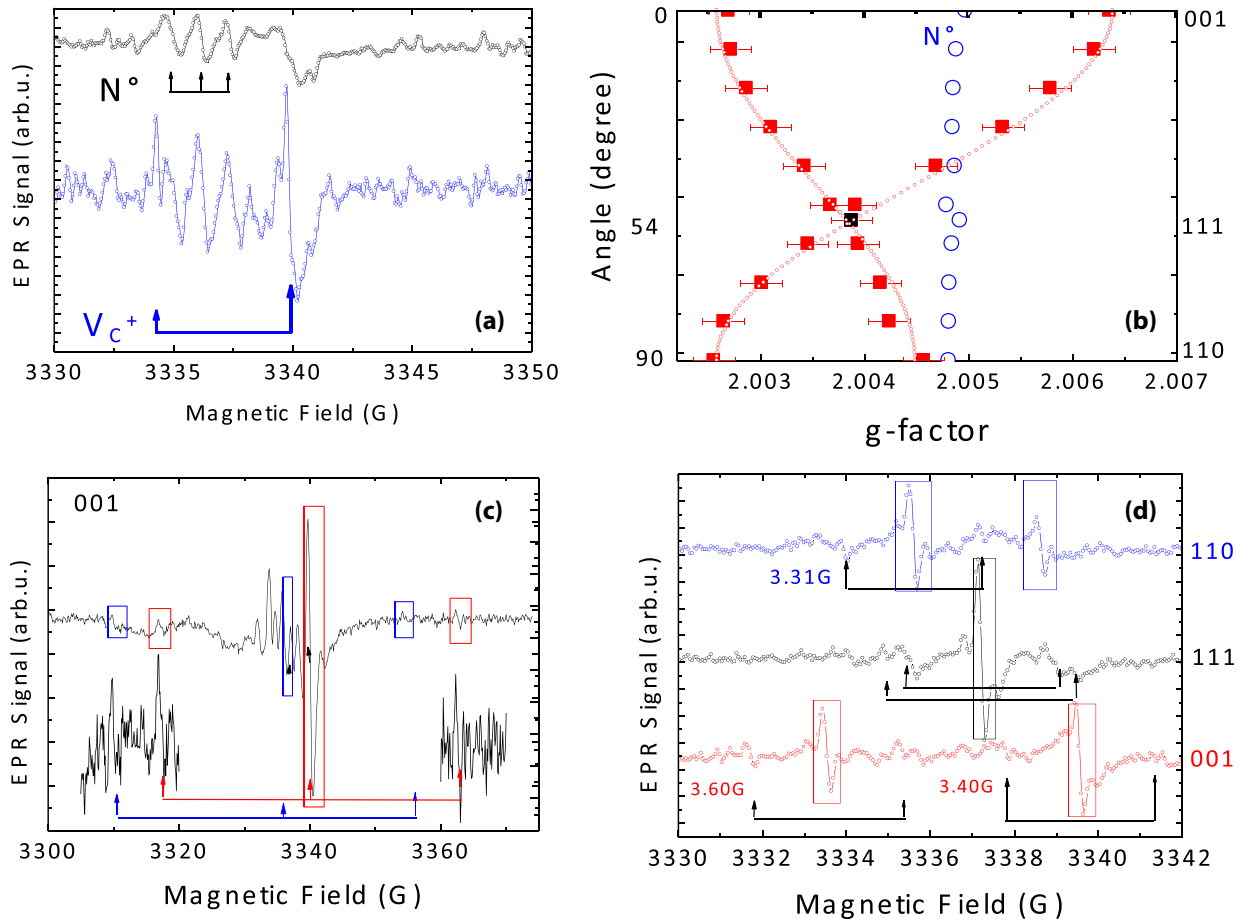 EPR Signal (arb.u.)
N°
V C +
(a)
3330 3335 3340 3345 3350
Magnetic Field (G)
Angle (degree)
0
54
90
N°
(b)
001
111
110
2.003 2.004 2.005 2.006 2.007
g-factor
EPR Signal (arb.u.)
001
(c)
3300 3320 3340 3360
Magnetic Field (G)
EPR Signal (arb.u.)
(d)
3.31G
110
111
3.60G
3.40G
001
3330 3332 3334 3336 3338 3340 3342
Magnetic Field (G)